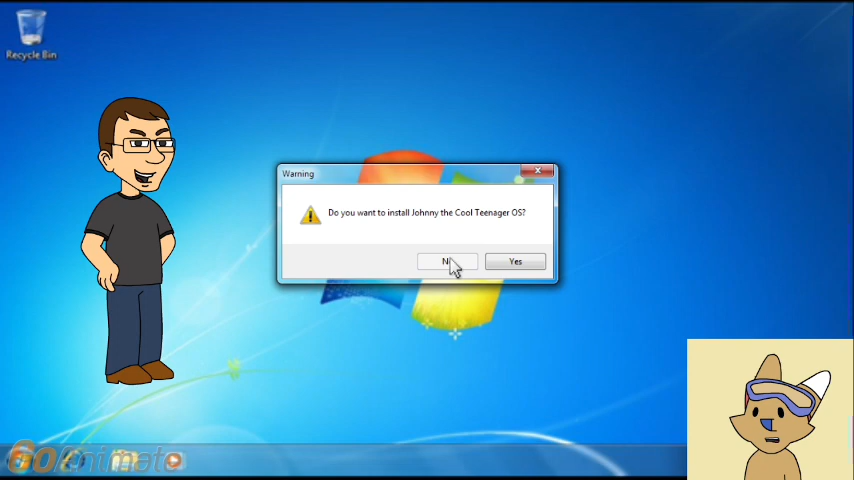 Recycle Bin
Warning
Do you want to install Johnny the Cool Teenager OS?
Yes
GOAnimate